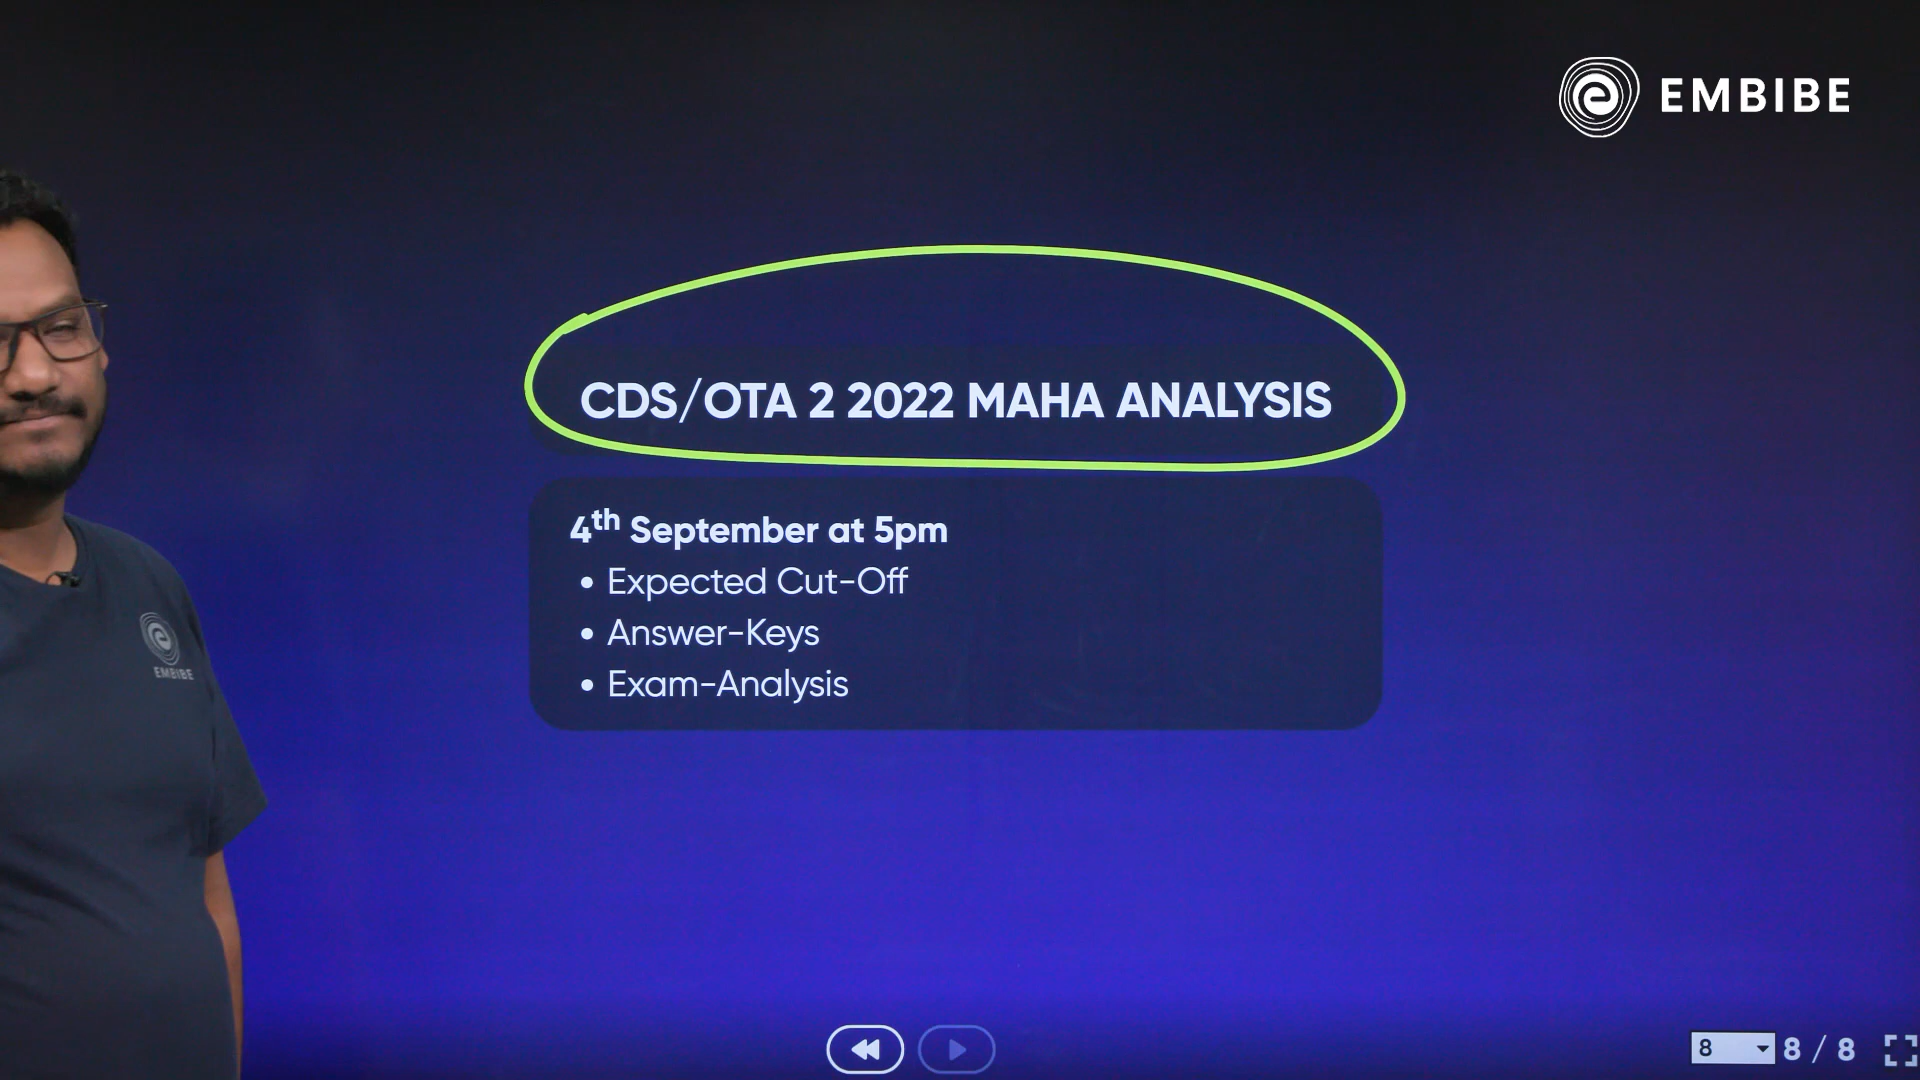 EMBIBE
CDS/OTA 2 2022 MAHA ANALYSIS
4th September at 5pm
• Expected Cut-Off
• Answer-Keys
• Exam-Analysis
EMBIBE
8
8 / 8